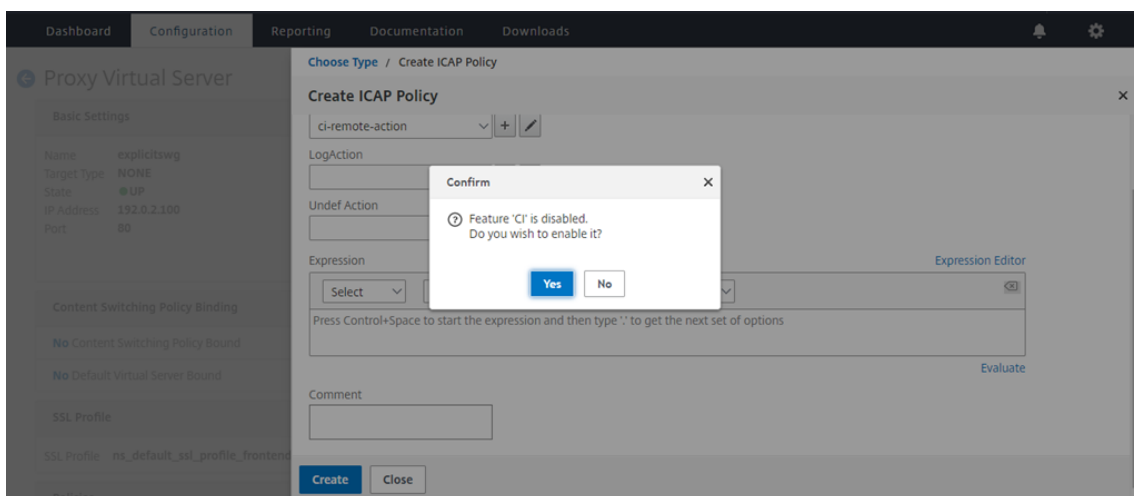 Dashboard Configuration Reporting Documentation Downloads
Proxy Virtual Server
Basic Settings
Name explicitswg
Target Type NONE
State UP
IP Address 192.0.2.100
Port 80
Content Switching Policy Binding
No Content Switching Policy Bound
No Default Virtual Server Bound
SSL Profile
SSL Profile ns_default_ssl_profile_frontend
Choose Type / Create ICAP Policy
Create ICAP Policy
ci-remote-action
LogAction
Undef Action
Expression Expression Editor
Select
Press Control+Space to start the expression and then type '.' to get the next set of options
Evaluate
Comment
Create Close
Confirm
Feature 'CI' is disabled.
Do you wish to enable it?
Yes No